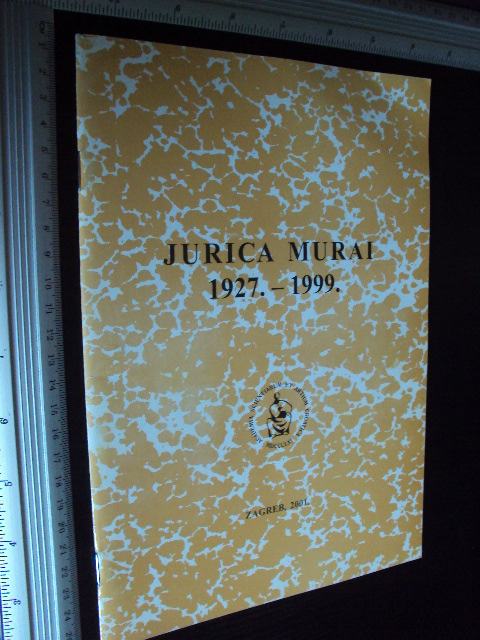 JURICA MURAI
1927. – 1999.
ZAGREB, 2001.